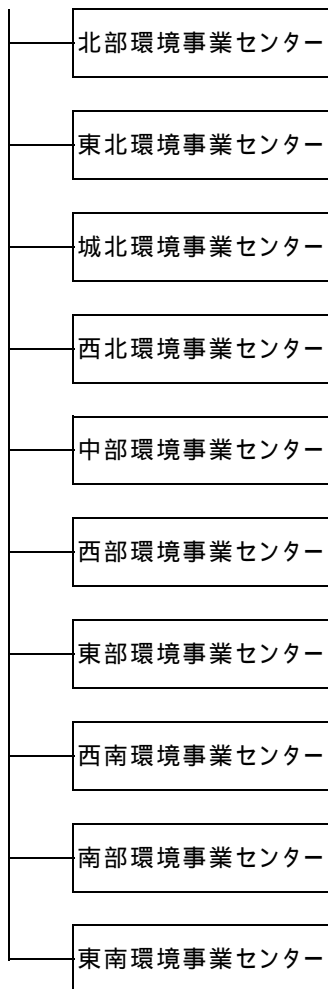 北部環境事業センター
東北環境事業センター
城北環境事業センター
西北環境事業センター
中部環境事業センター
西部環境事業センター
東部環境事業センター
西南環境事業センター
南部環境事業センター
東南環境事業センター